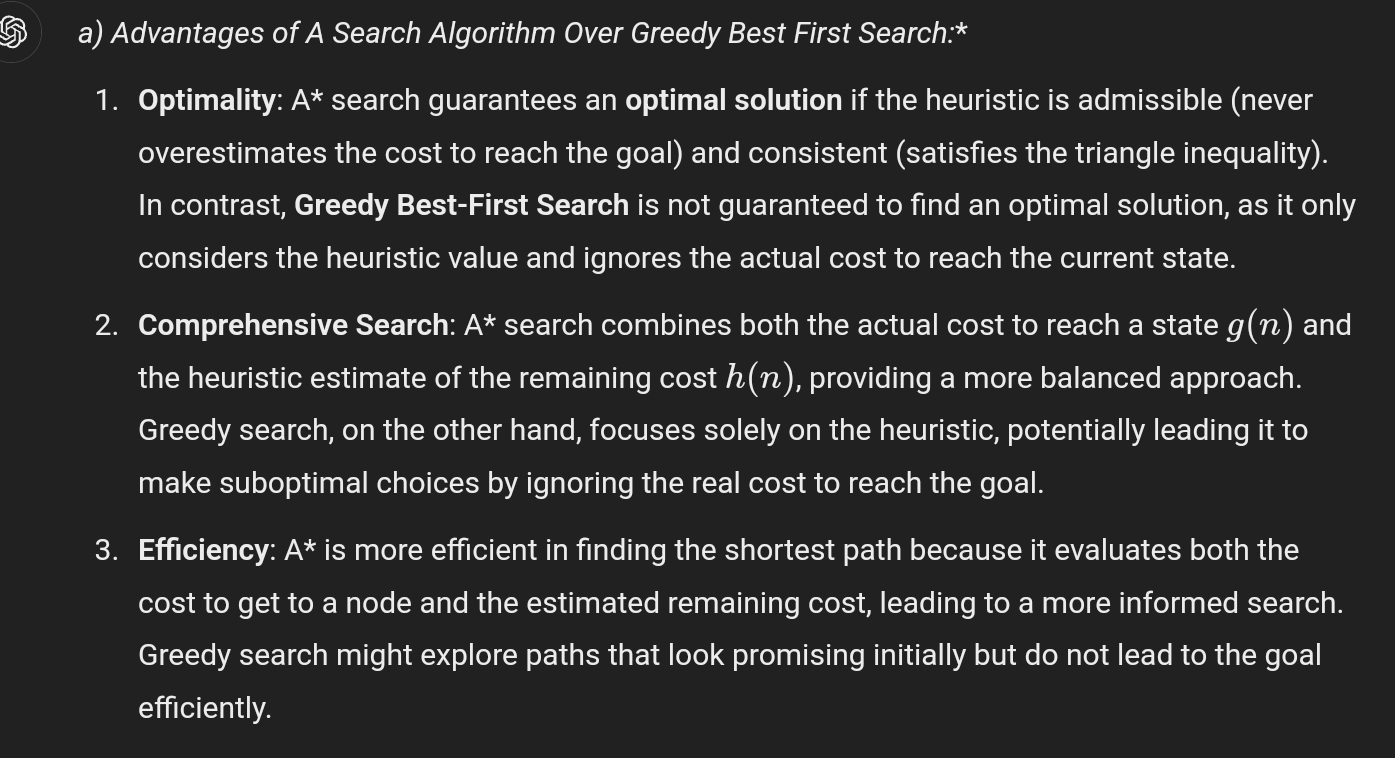 a) Advantages of A Search Algorithm Over Greedy Best First Search:*
1. Optimality: A* search guarantees an optimal solution if the heuristic is admissible (never
overestimates the cost to reach the goal) and consistent (satisfies the triangle inequality).
In contrast, Greedy Best-First Search is not guaranteed to find an optimal solution, as it only
considers the heuristic value and ignores the actual cost to reach the current state.
2. Comprehensive Search: A* search combines both the actual cost to reach a state g(n) and
the heuristic estimate of the remaining cost h(n), providing a more balanced approach.
Greedy search, on the other hand, focuses solely on the heuristic, potentially leading it to
make suboptimal choices by ignoring the real cost to reach the goal.
3. Efficiency: A* is more efficient in finding the shortest path because it evaluates both the
cost to get to a node and the estimated remaining cost, leading to a more informed search.
Greedy search might explore paths that look promising initially but do not lead to the goal
efficiently.